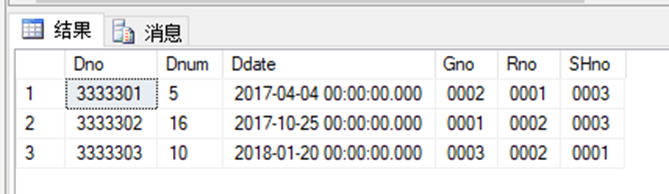 结果 消息
Dno Dnum Ddate Gno Rno SHno
1 3333301 5 2017-04-04 00:00:00.000 0002 0001 0003
2 3333302 16 2017-10-25 00:00:00.000 0001 0002 0003
3 3333303 10 2018-01-20 00:00:00.000 0003 0002 0001